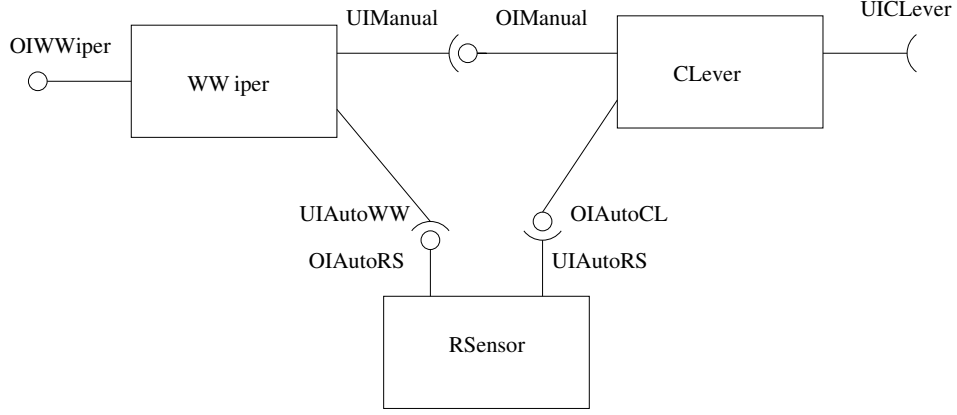 UIManual
OIManual
UICLever
OIWWiper
WW iper
CLever
UIAutoWW
OIAutoCL
OIAutoRS
UIAutoRS
RSensor